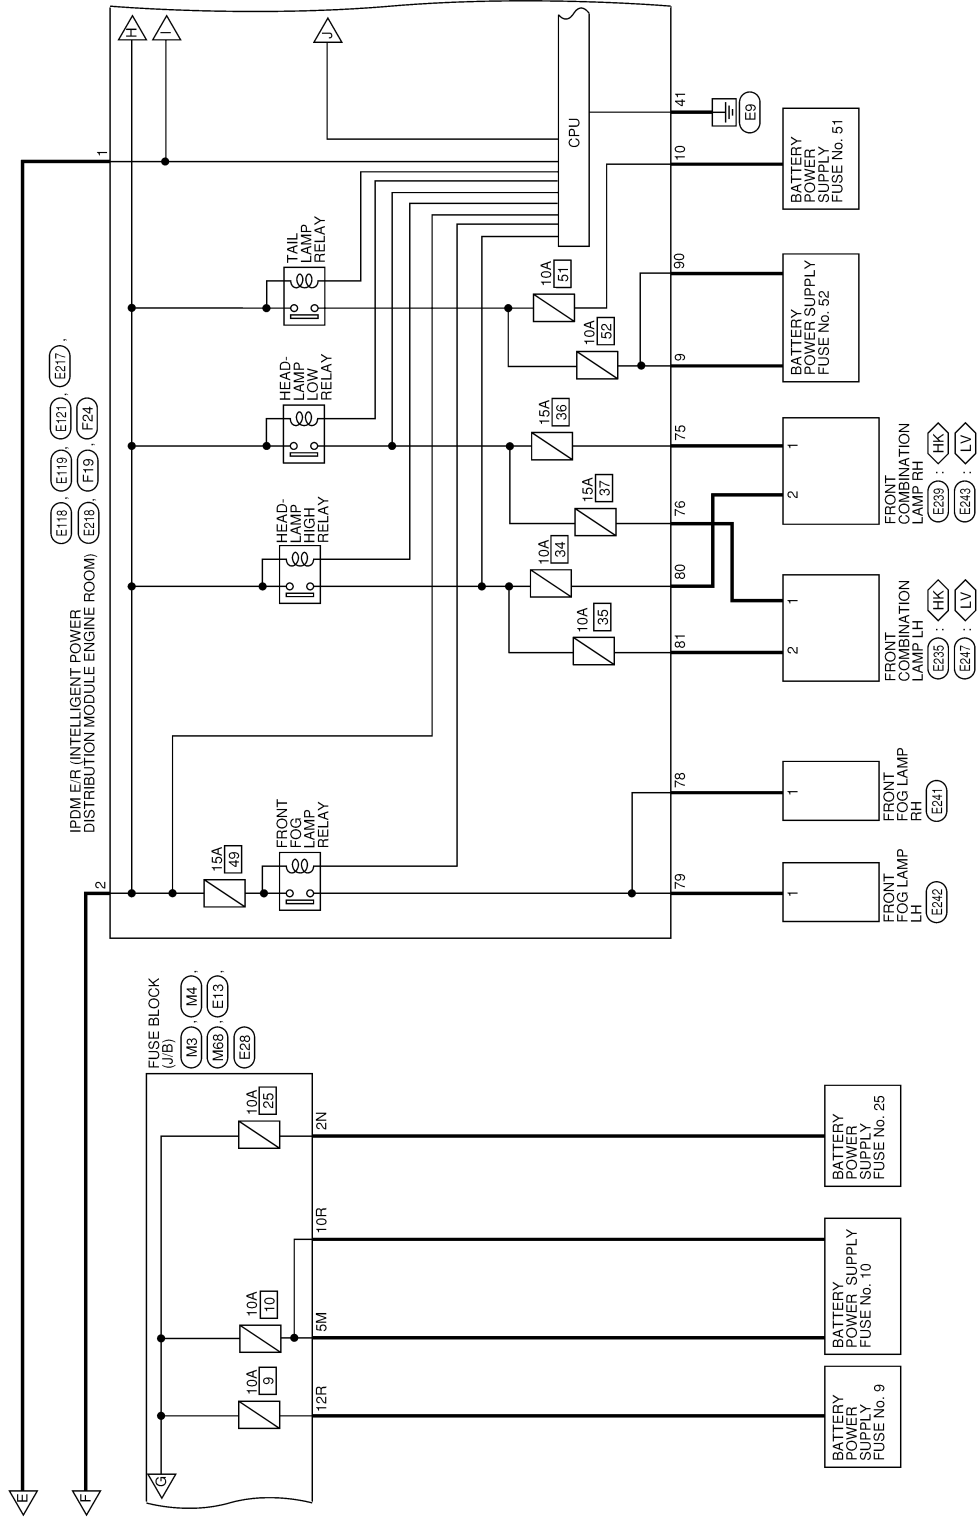 E
F
1
2
H
I
J
IPDM E/R (INTELLIGENT POWER
DISTRIBUTION MODULE ENGINE ROOM)
E118 , E119 , E121 , E217 ,
E218 , F19 , F24
15A
49
FRONT
FOG
LAMP
RELAY
HEAD-
LAMP
HIGH
RELAY
HEAD-
LAMP
LOW
RELAY
TAIL
LAMP
RELAY
10A
35
10A
34
15A
37
15A
36
10A
52
10A
51
CPU
79
78
81
80
76
75
9
90
10
41
E9
1
FRONT
FOG LAMP
LH
E242
1
FRONT
FOG LAMP
RH
E241
2
1
FRONT
COMBINATION
LAMP LH
E235 : HK
E247 : LV
2
1
FRONT
COMBINATION
LAMP RH
E239 : HK
E243 : LV
BATTERY
POWER SUPPLY
FUSE No. 52
BATTERY
POWER
SUPPLY
FUSE No. 51
FUSE BLOCK
(J/B)
M3 , M4 ,
M68 , E13 ,
E28
G
10A
9
10A
10
10A
25
12R
5M
10R
2N
BATTERY
POWER
SUPPLY
FUSE No. 9
BATTERY
POWER SUPPLY
FUSE No. 10
BATTERY
POWER
SUPPLY
FUSE No. 25